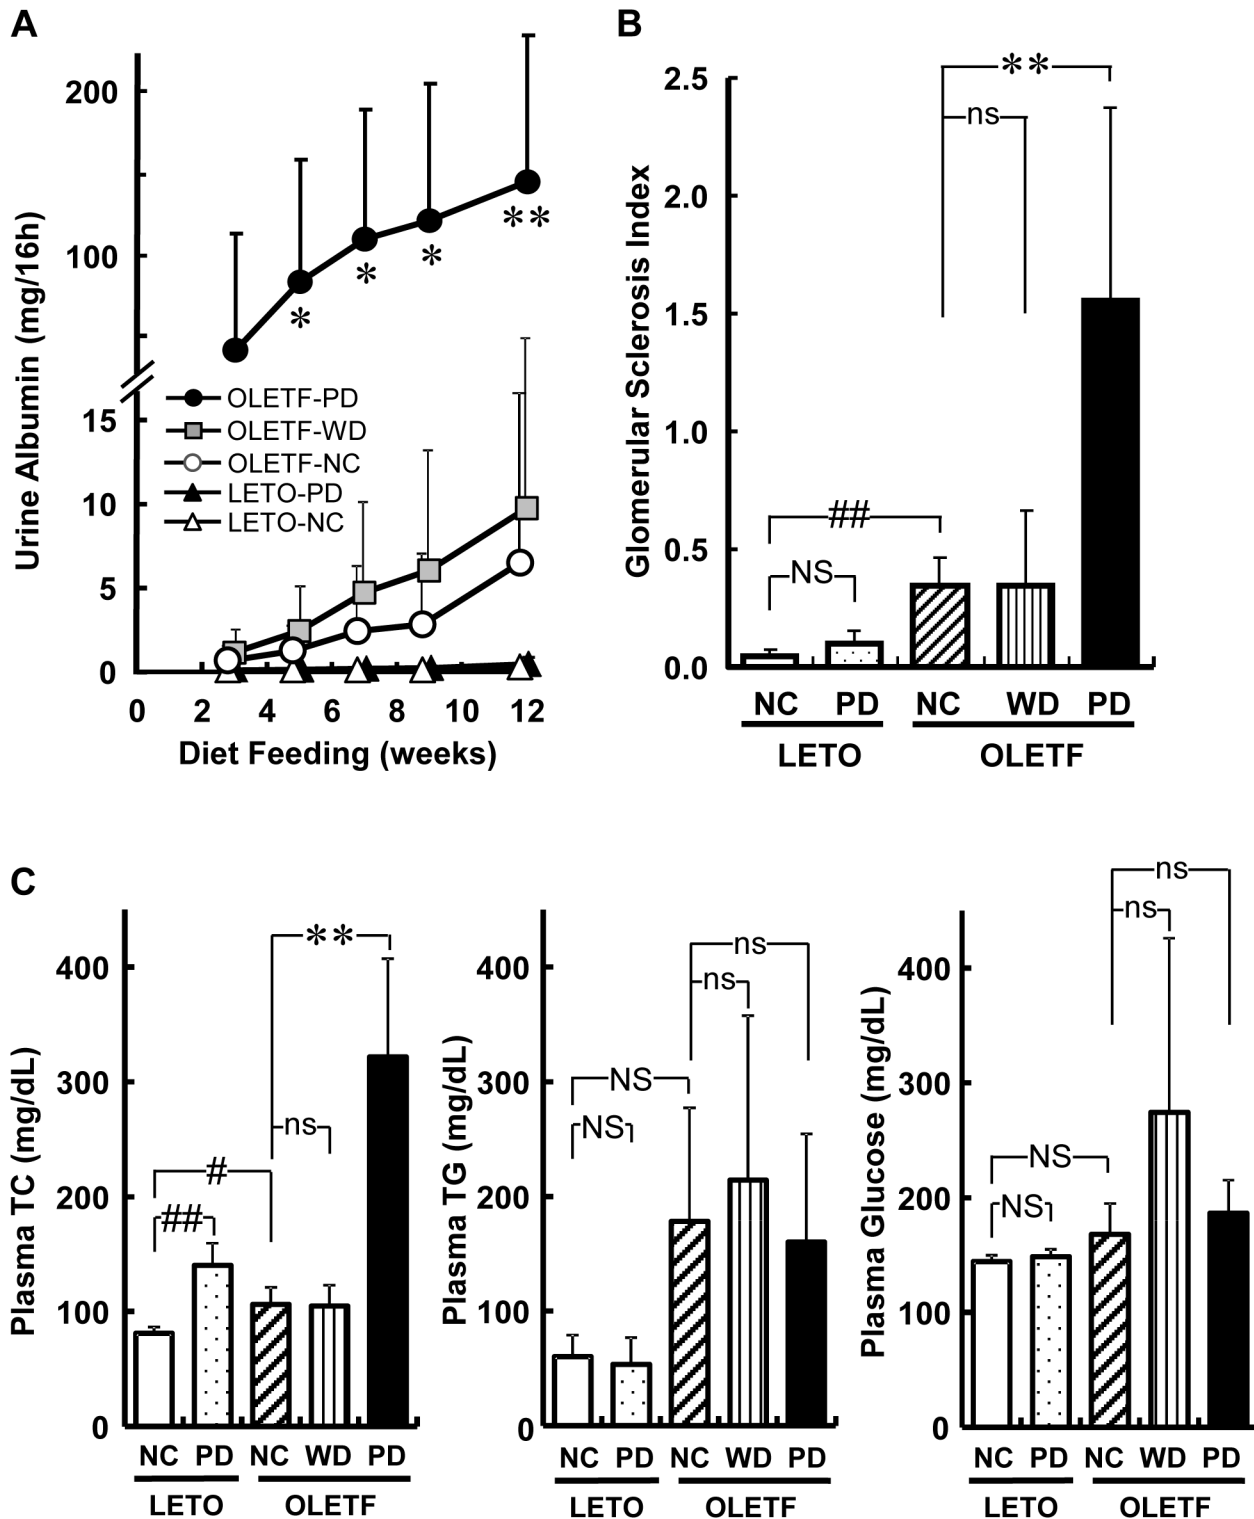 A
Urine Albumin (mg/16h)
200
100
15
10
5
0
* * * **
OLETF-PD
OLETF-WD
OLETF-NC
LETO-PD
LETO-NC
0 2 4 6 8 10 12
Diet Feeding (weeks)
B
Glomerular Sclerosis Index
2.5
2.0
1.5
1.0
0.5
0.0
**
ns
##
NS
NC PD NC WD PD
LETO OLETF
C
Plasma TC (mg/dL)
400
300
200
100
0
**
ns
#
##
NC PD NC WD PD
LETO OLETF
Plasma TG (mg/dL)
400
300
200
100
0
ns
ns
NS
NS
NC PD NC WD PD
LETO OLETF
Plasma Glucose (mg/dL)
400
300
200
100
0
ns
ns
NS
NS
NC PD NC WD PD
LETO OLETF